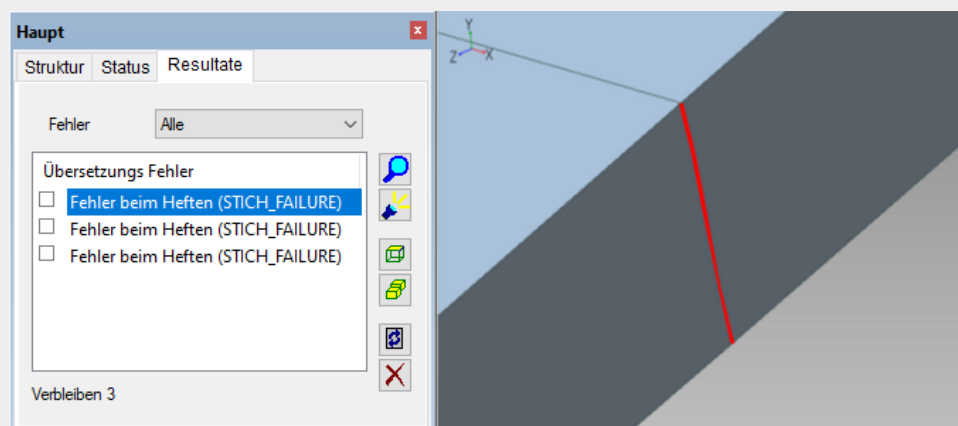 Haupt
x
Struktur Status Resultate
Fehler Alle
Übersetzungs Fehler
Fehler beim Heften (STICH_FAILURE)
Fehler beim Heften (STICH_FAILURE)
Fehler beim Heften (STICH_FAILURE)
Verbleiben 3
Y
Z X